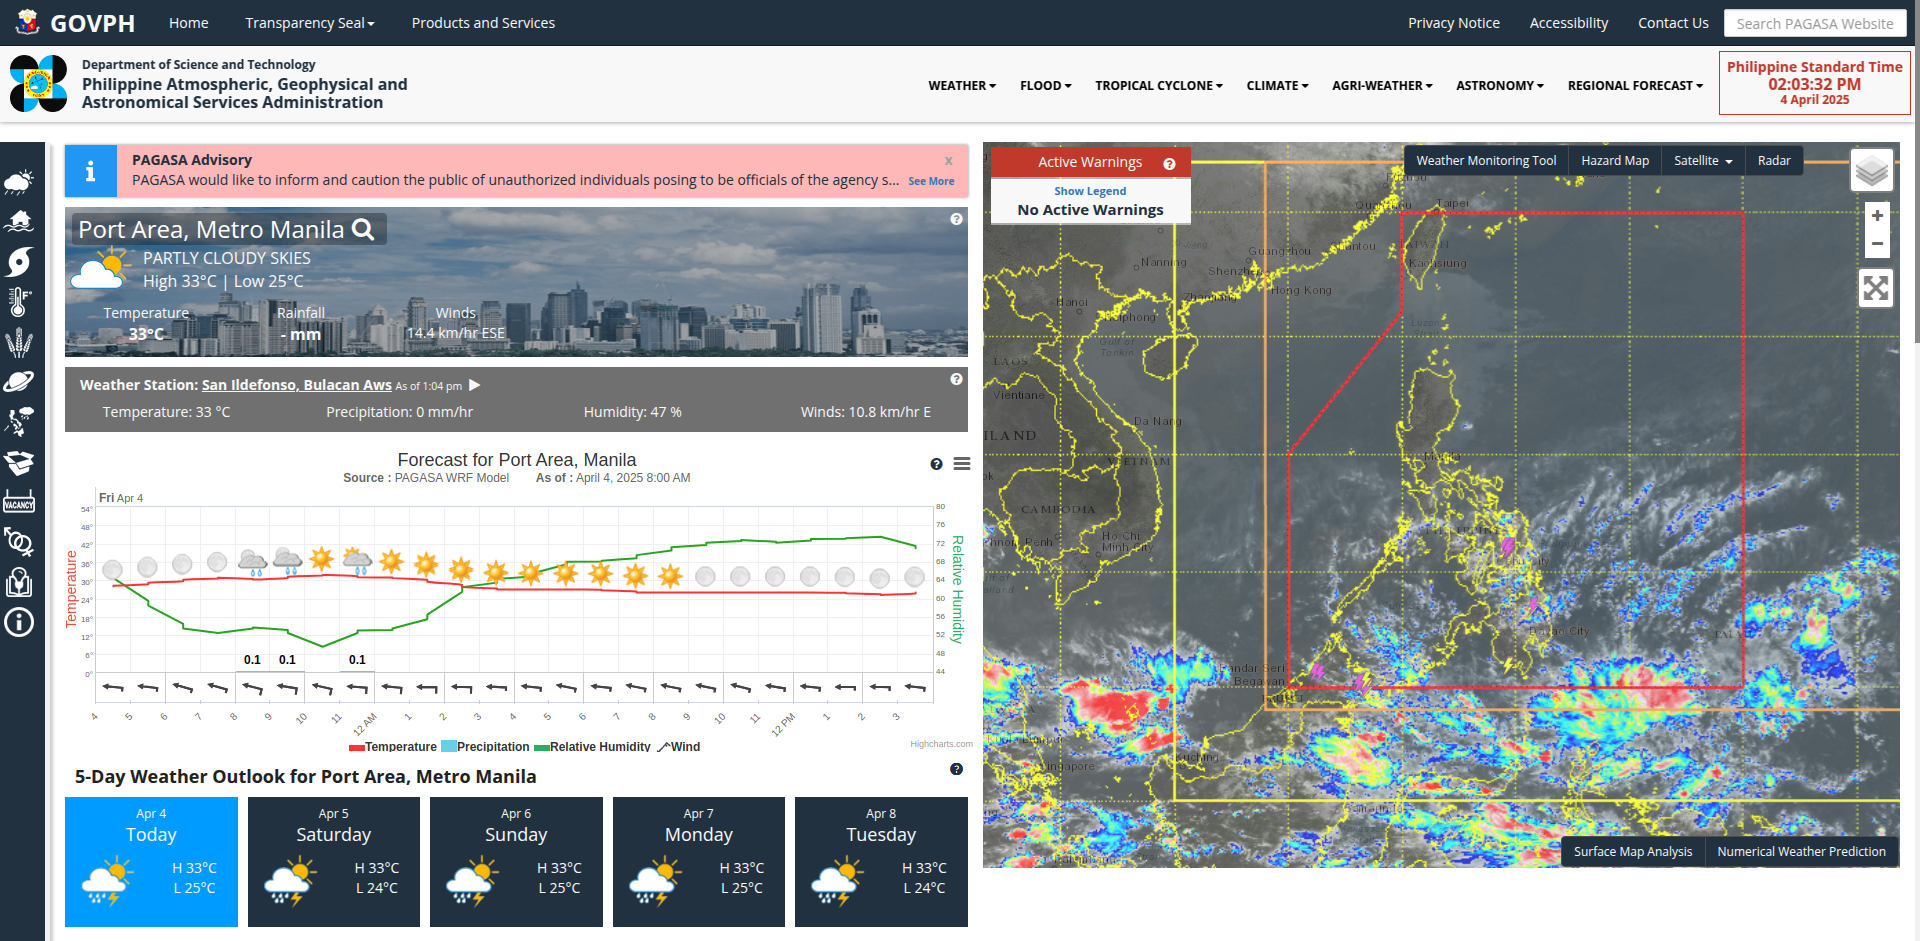 GOVPH
Home
Transparency Seal
Products and Services
Privacy Notice
Accessibility
Contact Us
Search PAGASA Website
Department of Science and Technology
Philippine Atmospheric, Geophysical and
Astronomical Services Administration
WEATHER
FLOOD
TROPICAL CYCLONE
CLIMATE
AGRI-WEATHER
ASTRONOMY
REGIONAL FORECAST
Philippine Standard Time
02:03:32 PM
4 April 2025
VACANCY
PAGASA Advisory
x
PAGASA would like to inform and caution the public of unauthorized individuals posing to be officials of the agency s...
See More
Port Area, Metro Manila
PARTLY CLOUDY SKIES
High 33°C | Low 25°C
Temperature
Rainfall
Winds
33°C
- mm
14.4 km/hr ESE
Weather Station: San Ildefonso, Bulacan Aws As of 1:04 pm
Temperature: 33 °C
Precipitation: 0 mm/hr
Humidity: 47 %
Winds: 10.8 km/hr E
Forecast for Port Area, Manila
Source : PAGASA WRF Model
As of : April 4, 2025 8:00 AM
Fri Apr 4
Temperature
54°
48°
42°
36°
30°
24°
18°
12°
6°
0°
80
76
72
68
64
60
56
52
48
44
Relative Humidity
0.1
0.1
0.1
4
5
6
7
8
9
10
11
12 AM
1
2
3
4
5
6
7
8
9
10
11
12 PM
1
2
3
Temperature
Precipitation
Relative Humidity
Wind
Highcharts.com
5-Day Weather Outlook for Port Area, Metro Manila
Apr 4
Today
H 33°C
L 25°C
Apr 5
Saturday
H 33°C
L 24°C
Apr 6
Sunday
H 33°C
L 25°C
Apr 7
Monday
H 33°C
L 25°C
Apr 8
Tuesday
H 33°C
L 24°C
Active Warnings
Show Legend
No Active Warnings
Weather Monitoring Tool
Hazard Map
Satellite
Radar
+
−
Taipei
Guangzhou
Shantou
Kaohsiung
Nanning
Shenzhen
Hong Kong
Hanoi
Haiphong
Gulf of
Tonkin
Luzon
LAOS
Vientiane
Da Nang
VIETNAM
CAMBODIA
Ho Chi
Minh City
Manila
Davao City
Bandar Seri
Begawan
Kuching
Singapore
Surface Map Analysis
Numerical Weather Prediction